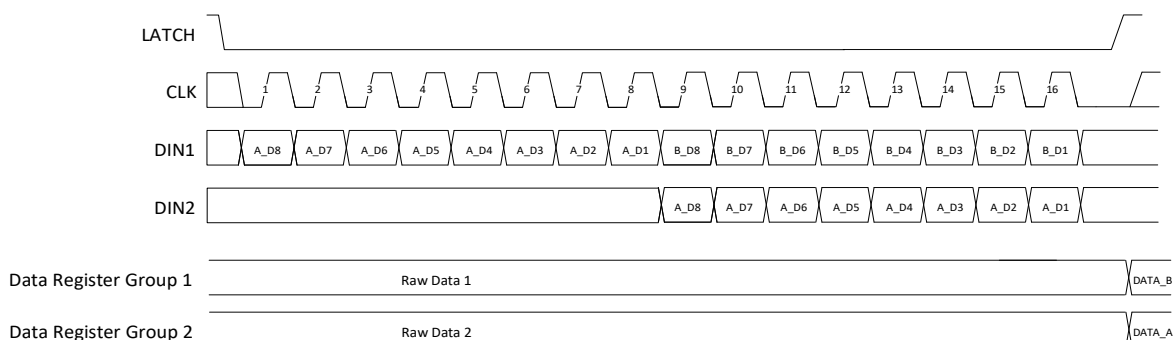 LATCH
CLK 1 2 3 4 5 6 7 8 9 10 11 12 13 14 15 16
DIN1 A_D8 A_D7 A_D6 A_D5 A_D4 A_D3 A_D2 A_D1 B_D8 B_D7 B_D6 B_D5 B_D4 B_D3 B_D2 B_D1
DIN2 A_D8 A_D7 A_D6 A_D5 A_D4 A_D3 A_D2 A_D1
Data Register Group 1 Raw Data 1 DATA_B
Data Register Group 2 Raw Data 2 DATA_A